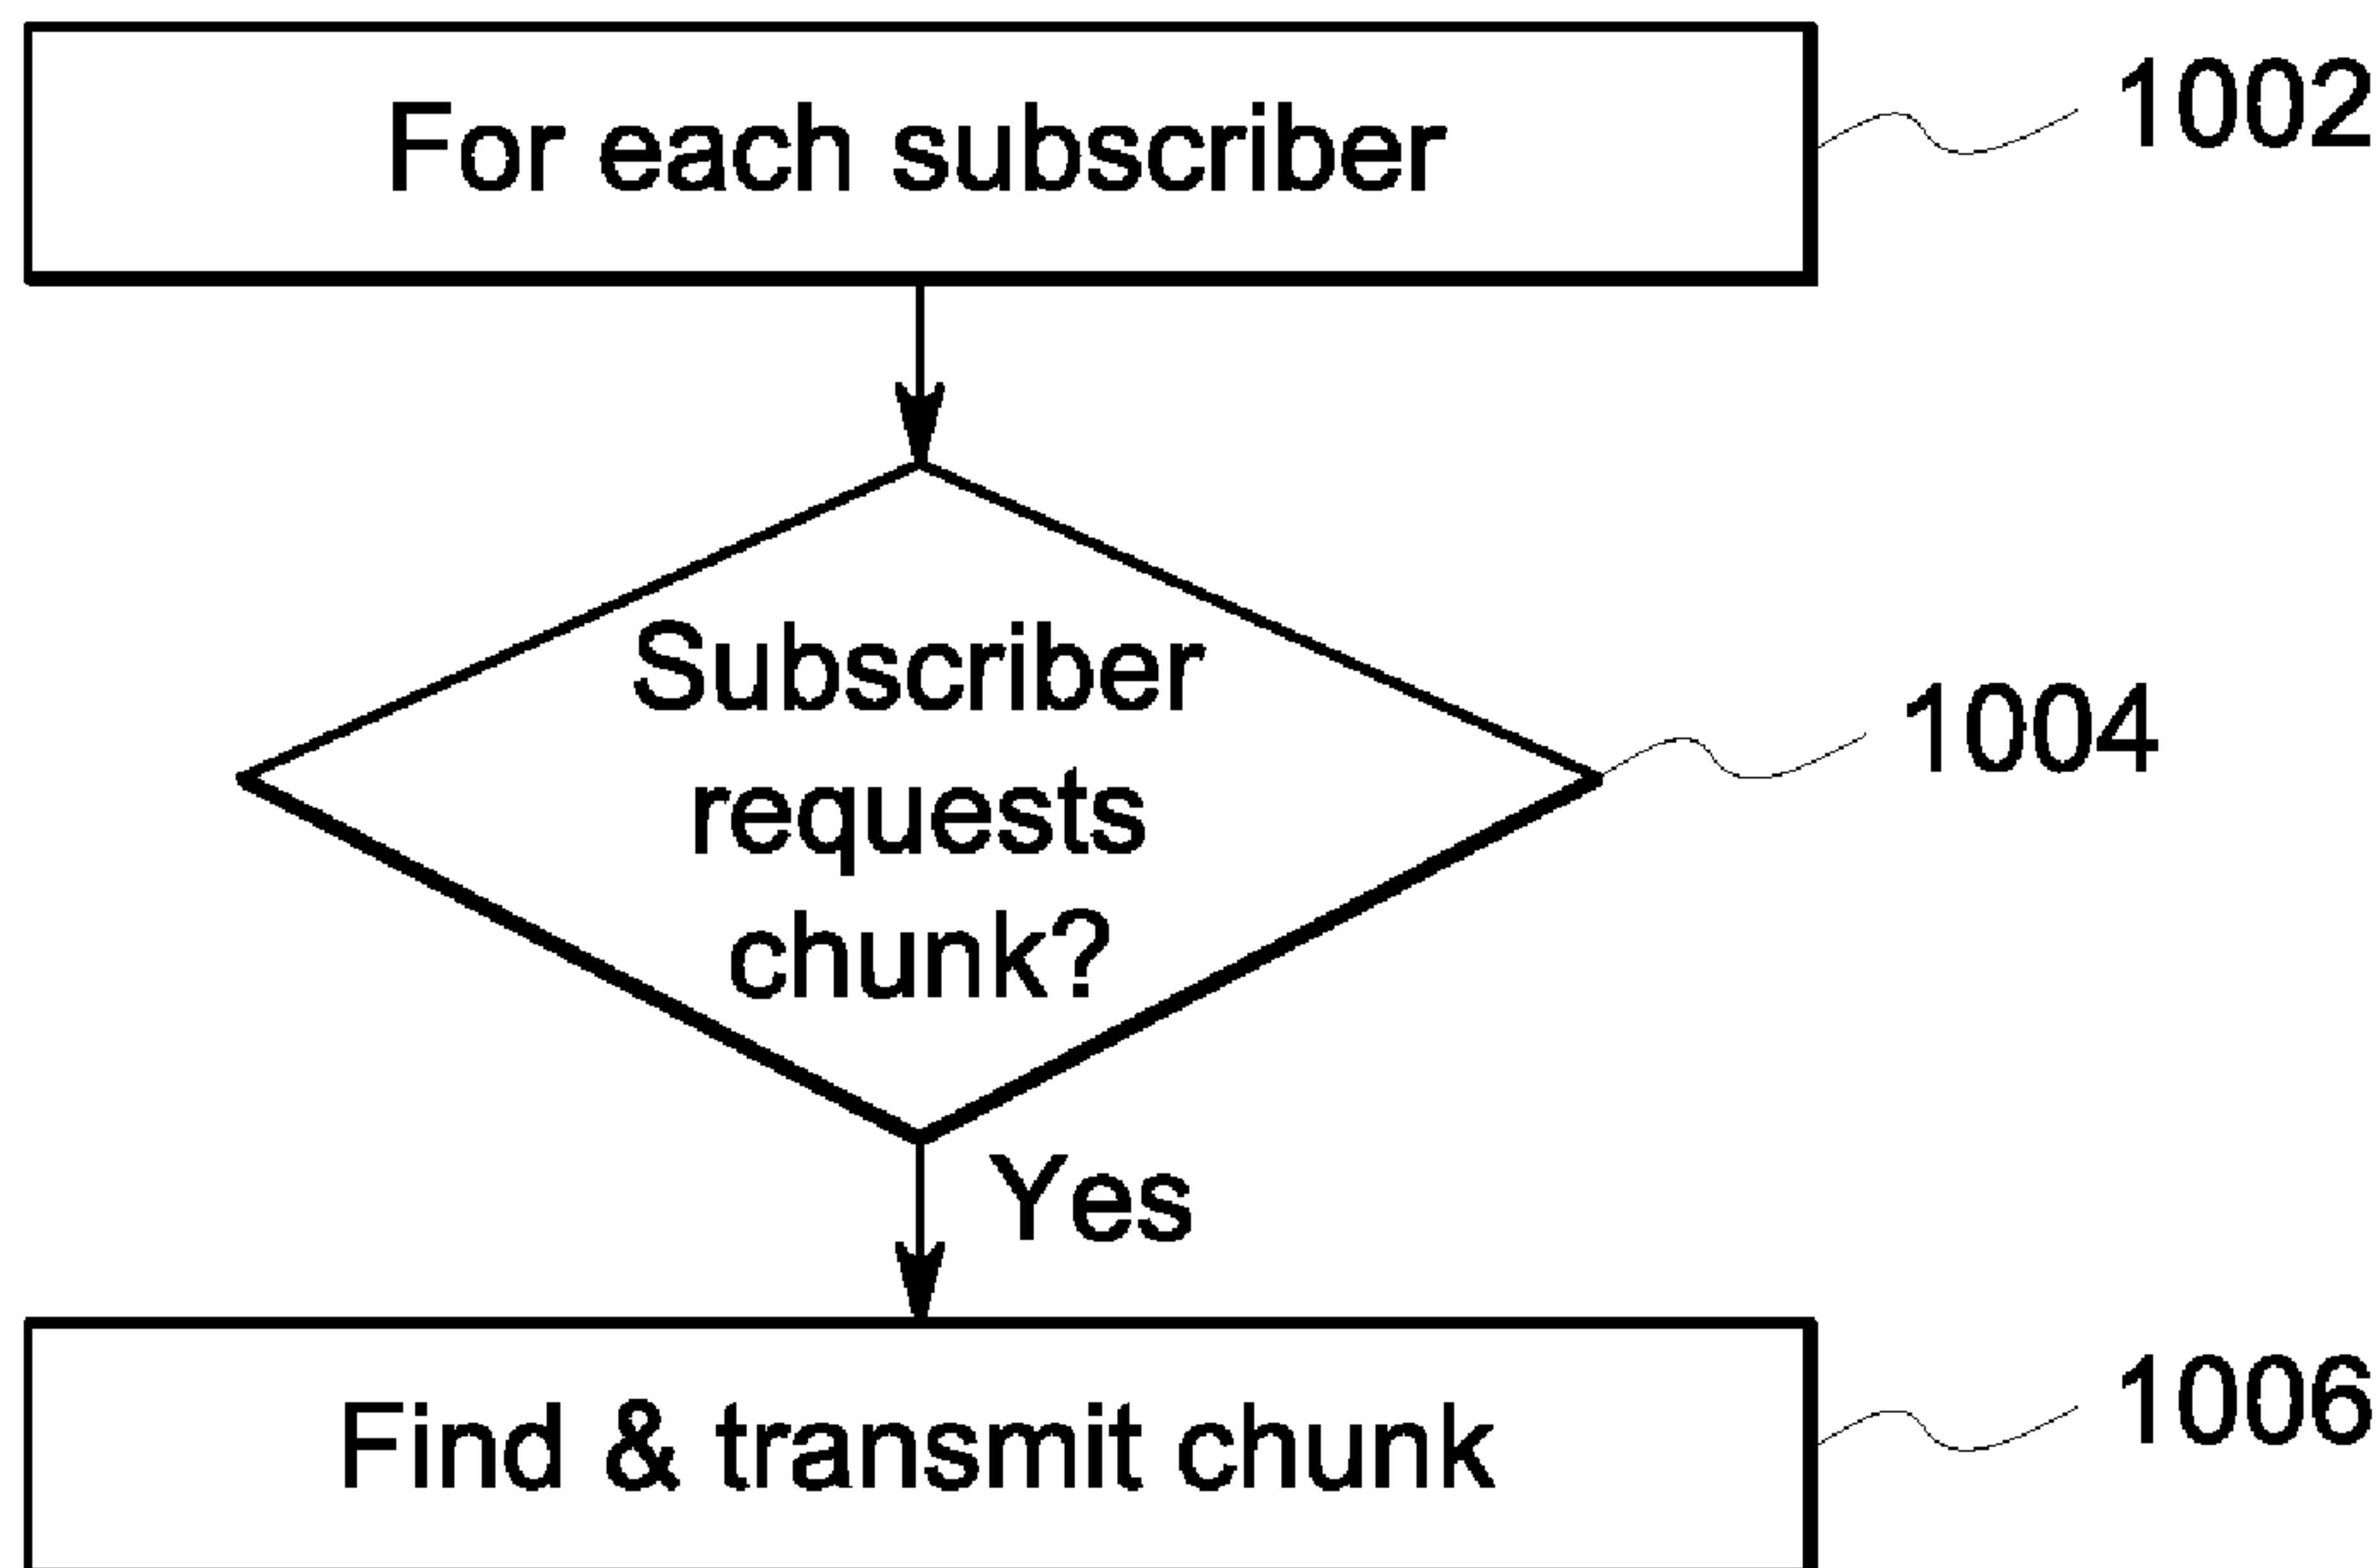 For each subscriber
1002
Subscriber
requests
chunk?
1004
Yes
Find & transmit chunk
1006